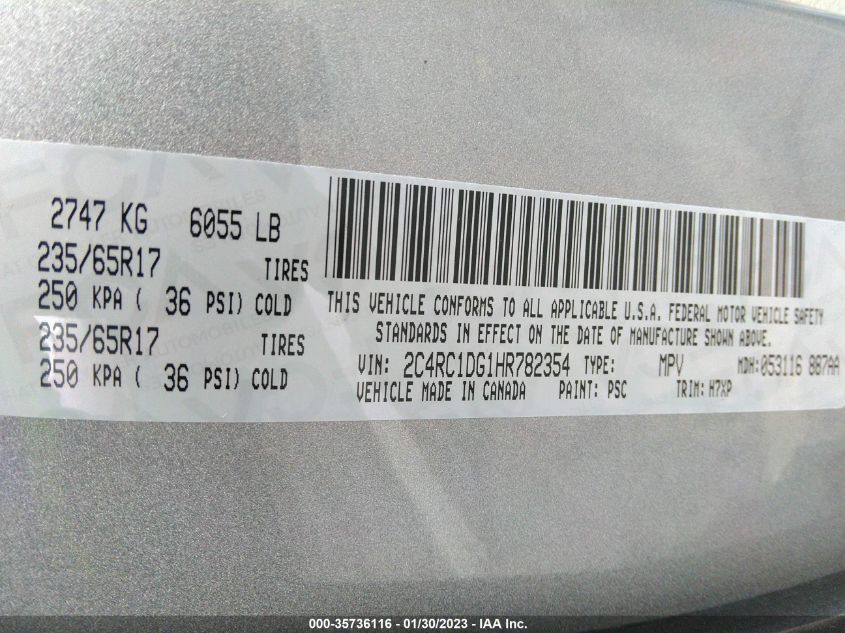 2747 KG 6055 LB
235/65R17 TIRES
250 KPA ( 36 PSI) COLD
235/65R17 TIRES
250 KPA ( 36 PSI) COLD
THIS VEHICLE CONFORMS TO ALL APPLICABLE U.S.A. FEDERAL MOTOR VEHICLE SAFETY
STANDARDS IN EFFECT ON THE DATE OF MANUFACTURE SHOWN ABOVE.
VIN: 2C4RC1DG1HR782354 TYPE: MPV MDH:053116 887AA
VEHICLE MADE IN CANADA PAINT: PSC TRIM: H7XP
000-35736116 — 01/30/2023 — IAA Inc.